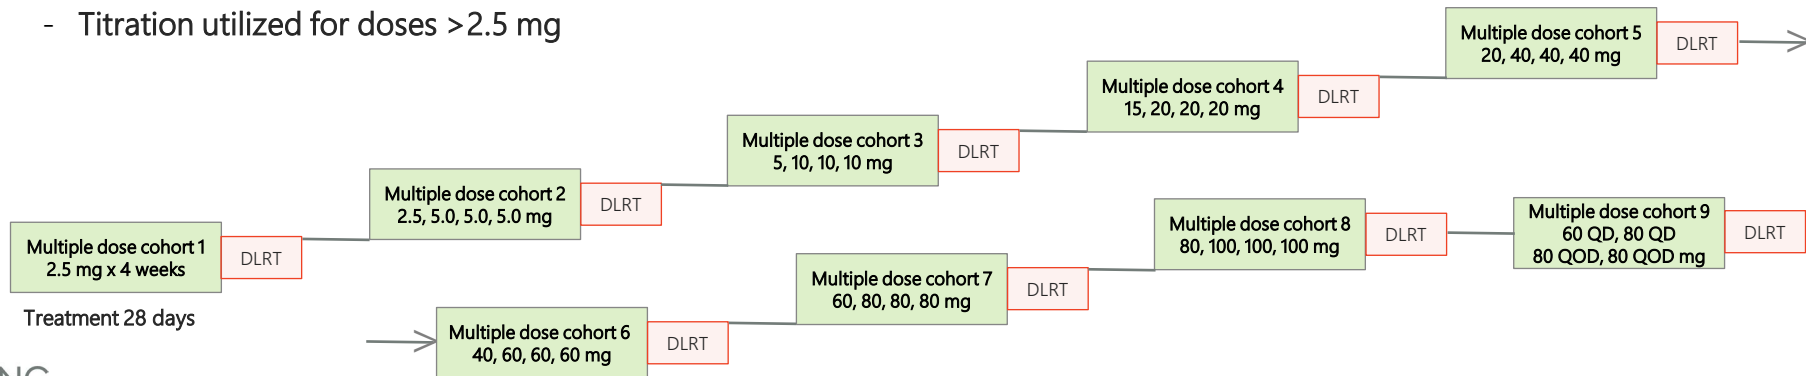 - Titration utilized for doses >2.5 mg
Multiple dose cohort 1
2.5 mg x 4 weeks
DLRT
Treatment 28 days
Multiple dose cohort 2
2.5, 5.0, 5.0, 5.0 mg
DLRT
Multiple dose cohort 3
5, 10, 10, 10 mg
DLRT
Multiple dose cohort 4
15, 20, 20, 20 mg
DLRT
Multiple dose cohort 5
20, 40, 40, 40 mg
DLRT
Multiple dose cohort 6
40, 60, 60, 60 mg
DLRT
Multiple dose cohort 7
60, 80, 80, 80 mg
DLRT
Multiple dose cohort 8
80, 100, 100, 100 mg
DLRT
Multiple dose cohort 9
60 QD, 80 QD
80 QOD, 80 QOD mg
DLRT